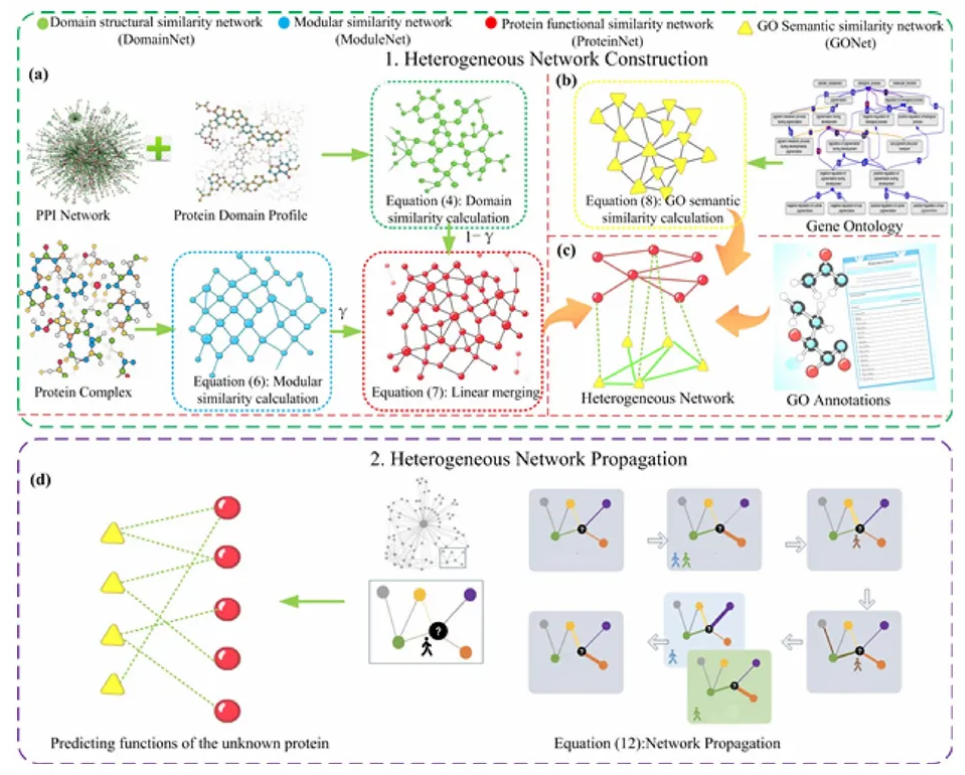 Domain structural similarity network
(DomainNet)
Modular similarity network
(ModuleNet)
Protein functional similarity network
(ProteinNet)
GO Semantic similarity network
(GONet)
1. Heterogeneous Network Construction
(a)
PPI Network
Protein Domain Profile
Equation (4): Domain
similarity calculation
1- γ
Protein Complex
Equation (6): Modular
similarity calculation
γ
Equation (7): Linear merging
(b)
Equation (8): GO semantic
similarity calculation
Gene Ontology
(c)
Heterogeneous Network
GO Annotations
2. Heterogeneous Network Propagation
(d)
Predicting functions of the unknown protein
?
?
?
?
?
?
?
?
Equation (12):Network Propagation